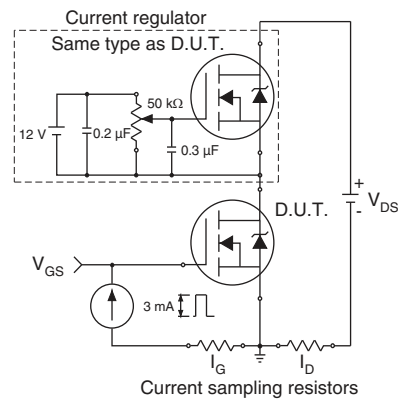 Current regulator
Same type as D.U.T.
50 kΩ
12 V
0.2 µF
0.3 µF
+
V_DS
-
D.U.T.
V_GS
3 mA
I_G
I_D
Current sampling resistors